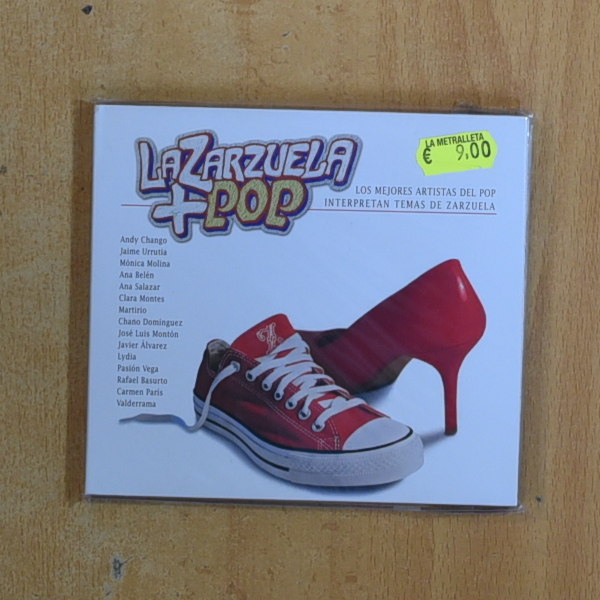 LA ZARZUELA
+POP
LA METRALLETA
€ 9,00
LOS MEJORES ARTISTAS DEL POP
INTERPRETAN TEMAS DE ZARZUELA
Andy Chango
Jaime Urrutia
Mónica Molina
Ana Belén
Ana Salazar
Clara Montes
Martirio
Chano Domínguez
José Luis Montón
Javier Álvarez
Lydia
Pasión Vega
Rafael Basurto
Carmen París
Valderrama